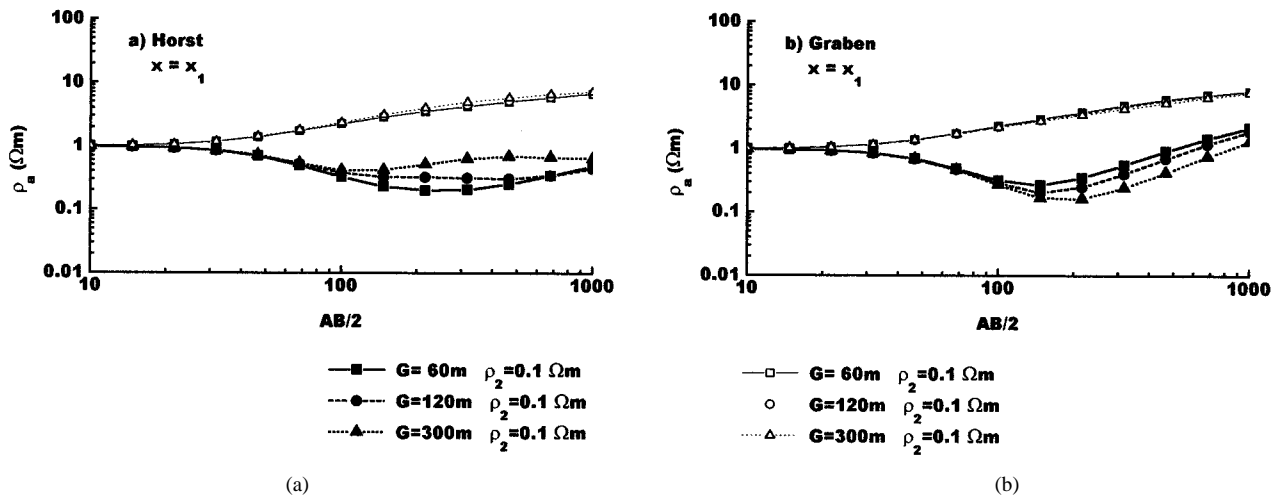 100
a) Horst
x = x1
10
1
0.1
0.01
ρa (Ωm)
10
100
1000
AB/2
100
b) Graben
x = x1
10
1
0.1
0.01
ρa (Ωm)
10
100
1000
AB/2
G= 60m ρ2=0.1 Ωm
G=120m ρ2=0.1 Ωm
G=300m ρ2=0.1 Ωm
G= 60m ρ2=0.1 Ωm
G=120m ρ2=0.1 Ωm
G=300m ρ2=0.1 Ωm
(a)
(b)